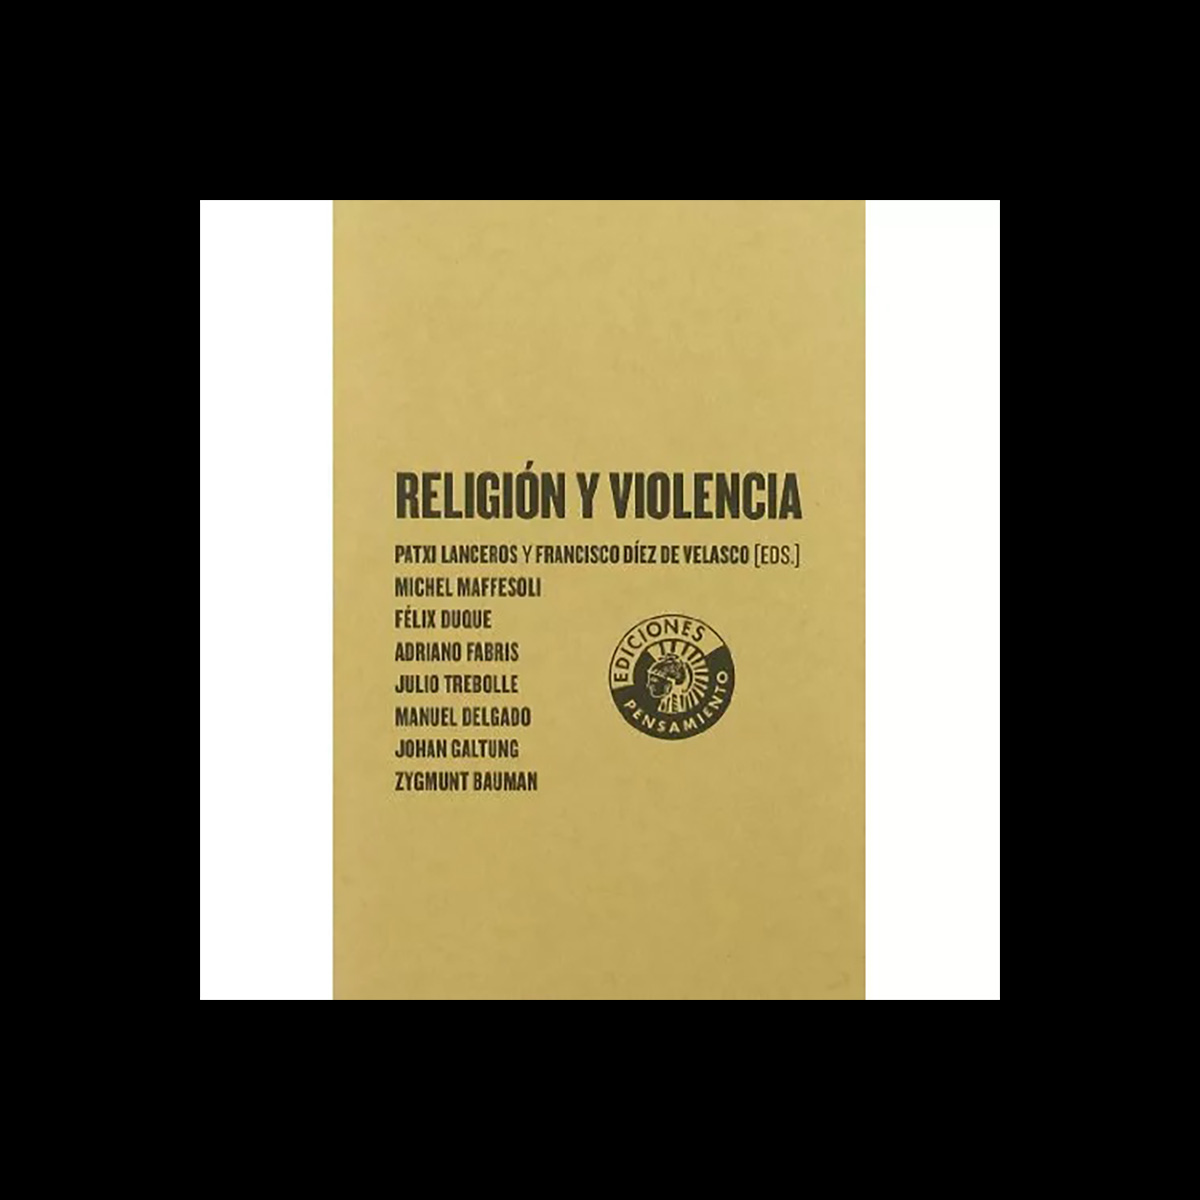 RELIGIÓN Y VIOLENCIA
PATXI LANCEROS Y FRANCISCO DÍEZ DE VELASCO [EDS.]
MICHEL MAFFESOLI
FÉLIX DUQUE
ADRIANO FABRIS
JULIO TREBOLLE
MANUEL DELGADO
JOHAN GALTUNG
ZYGMUNT BAUMAN
EDICIONES
PENSAMIENTO